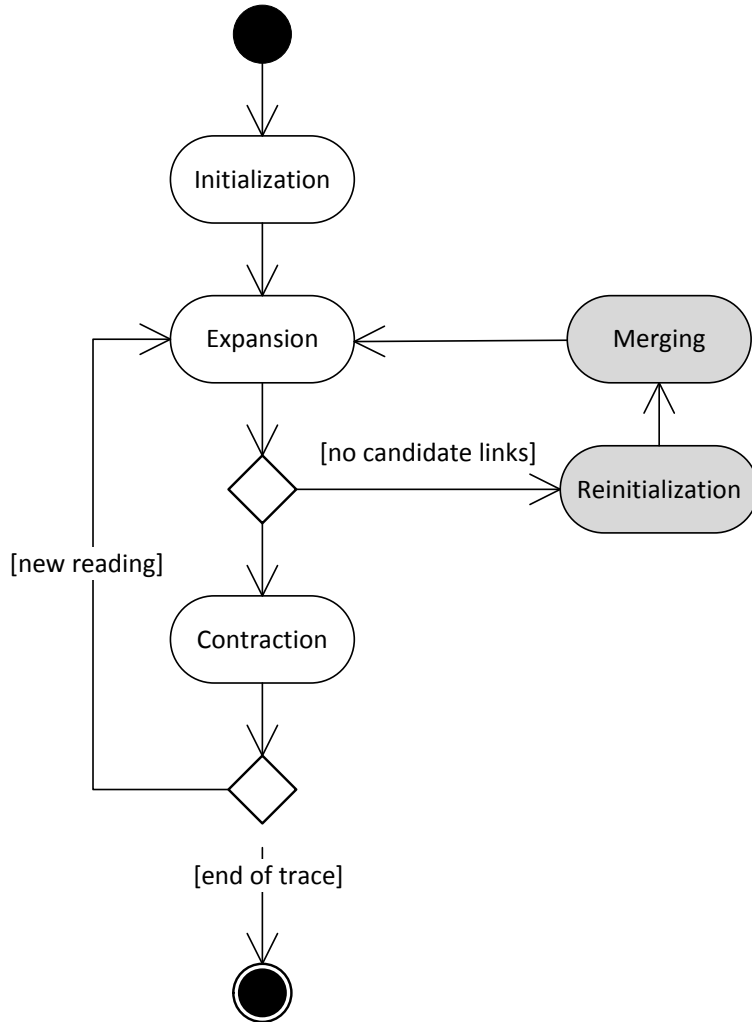 Initialization
Expansion
Merging
[no candidate links]
Reinitialization
[new reading]
Contraction
[end of trace]